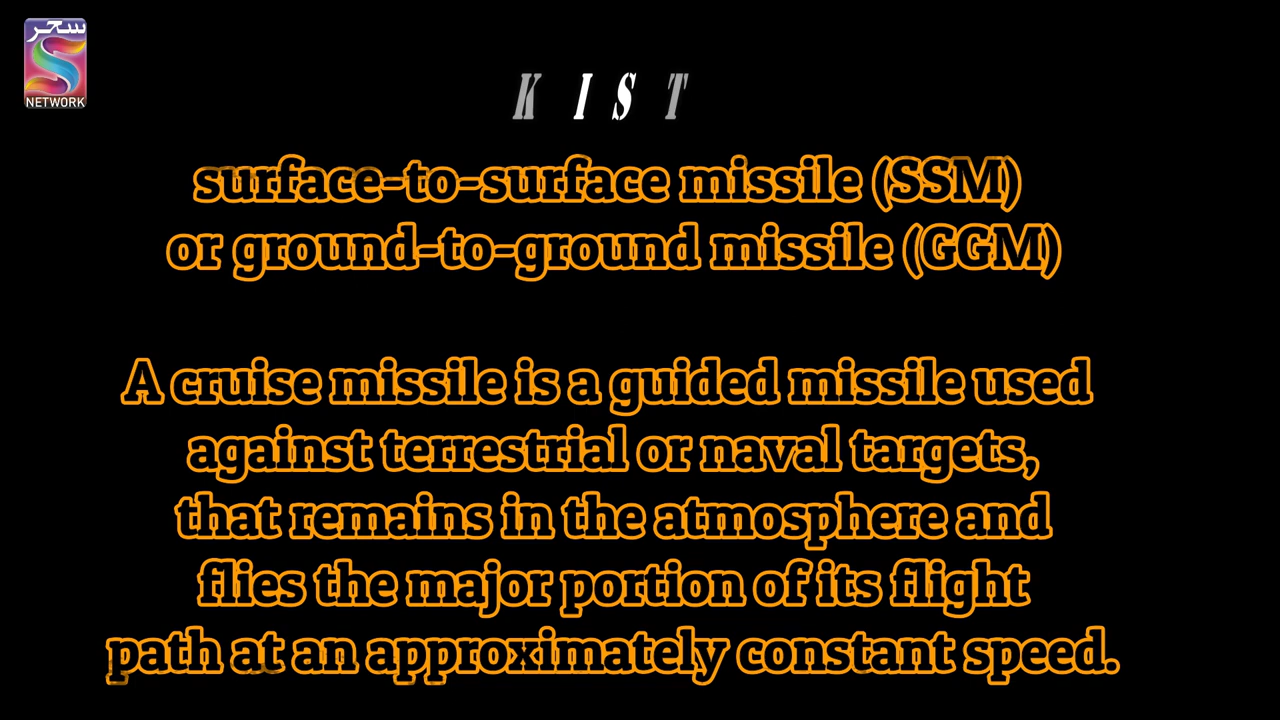 سحر
NETWORK
K I S T
surface-to-surface missile (SSM)
or ground-to-ground missile (GGM)
A cruise missile is a guided missile used
against terrestrial or naval targets,
that remains in the atmosphere and
flies the major portion of its flight
path at an approximately constant speed.